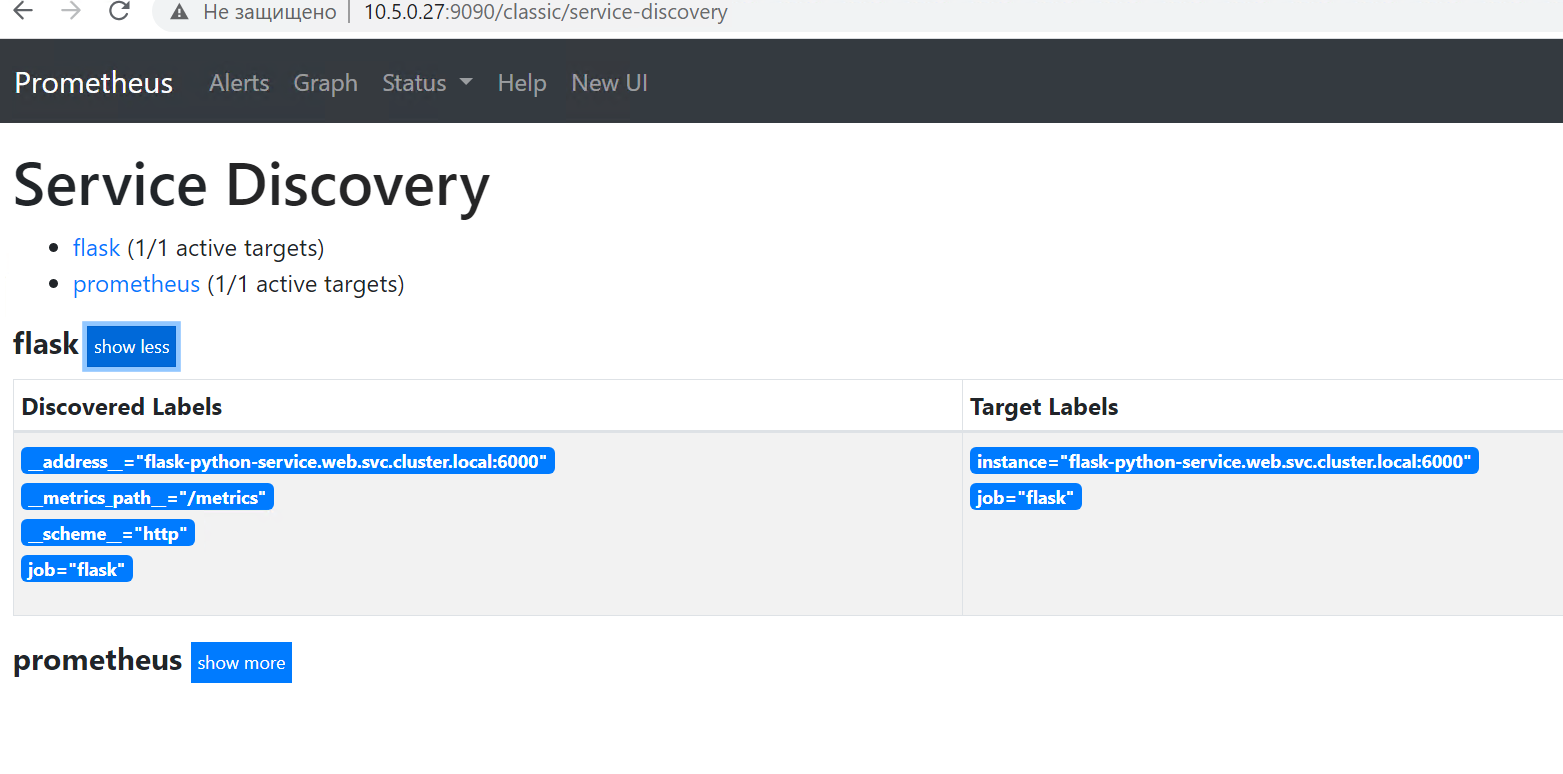 Не защищено | 10.5.0.27:9090/classic/service-discovery
Prometheus Alerts Graph Status Help New UI
Service Discovery
flask (1/1 active targets)
prometheus (1/1 active targets)
flask show less
Discovered Labels Target Labels
__address__="flask-python-service.web.svc.cluster.local:6000" instance="flask-python-service.web.svc.cluster.local:6000"
__metrics_path__="/metrics" job="flask"
__scheme__="http"
job="flask"
prometheus show more